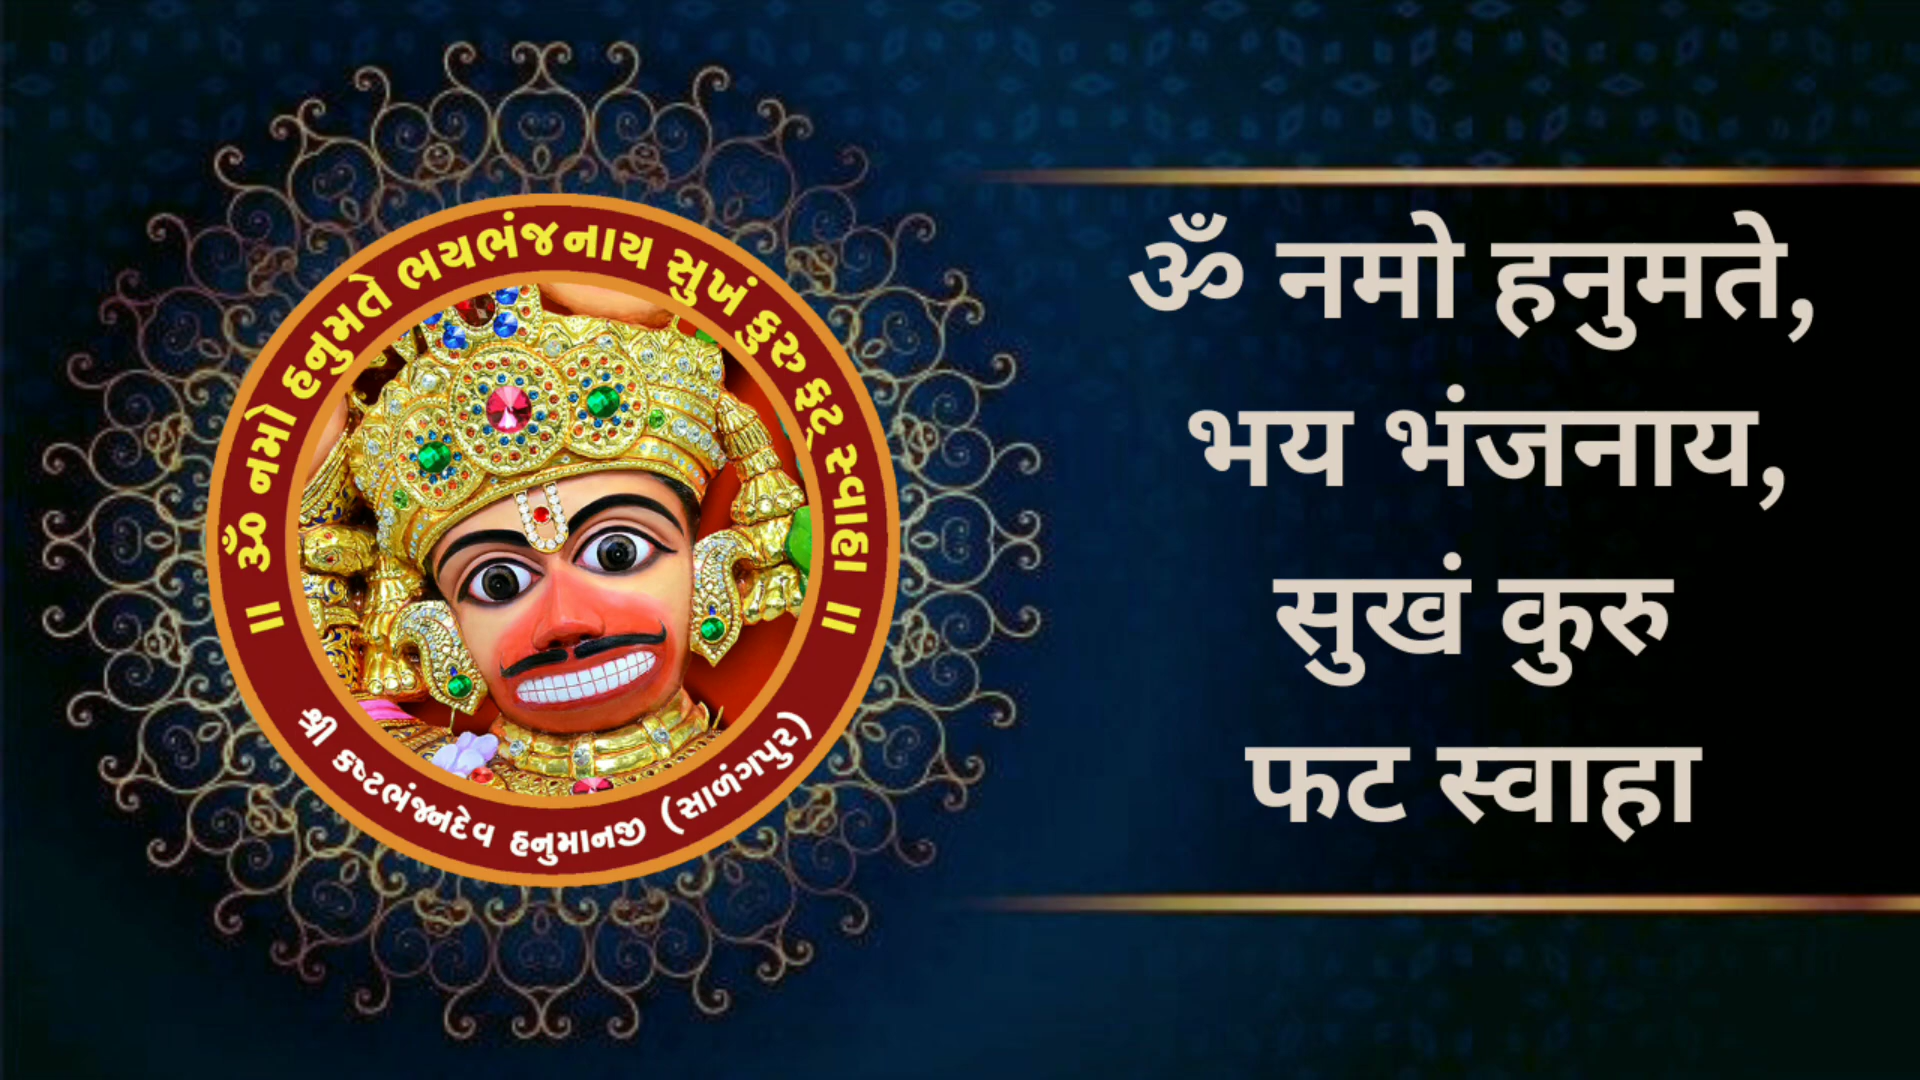 ॥ ૐ નમો હનુમતે ભયભંજનાય સુખં કુરુ ફટ્ સ્વાહા ॥
શ્રી કષ્ટભંજનદેવ હનુમાનજી (સાળંગપુર)
ॐ नमो हनुमते,
भय भंजनाय,
सुखं कुरु
फट स्वाहा